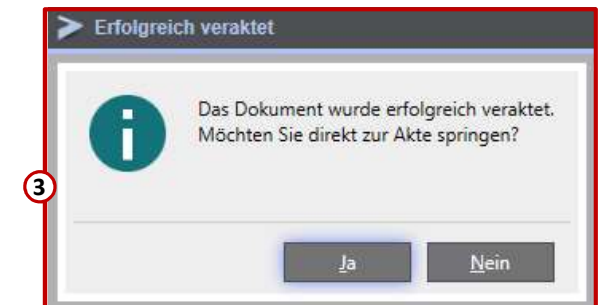 Erfolgreich veraktet
Das Dokument wurde erfolgreich veraktet.
Möchten Sie direkt zur Akte springen?
3
Ja
Nein